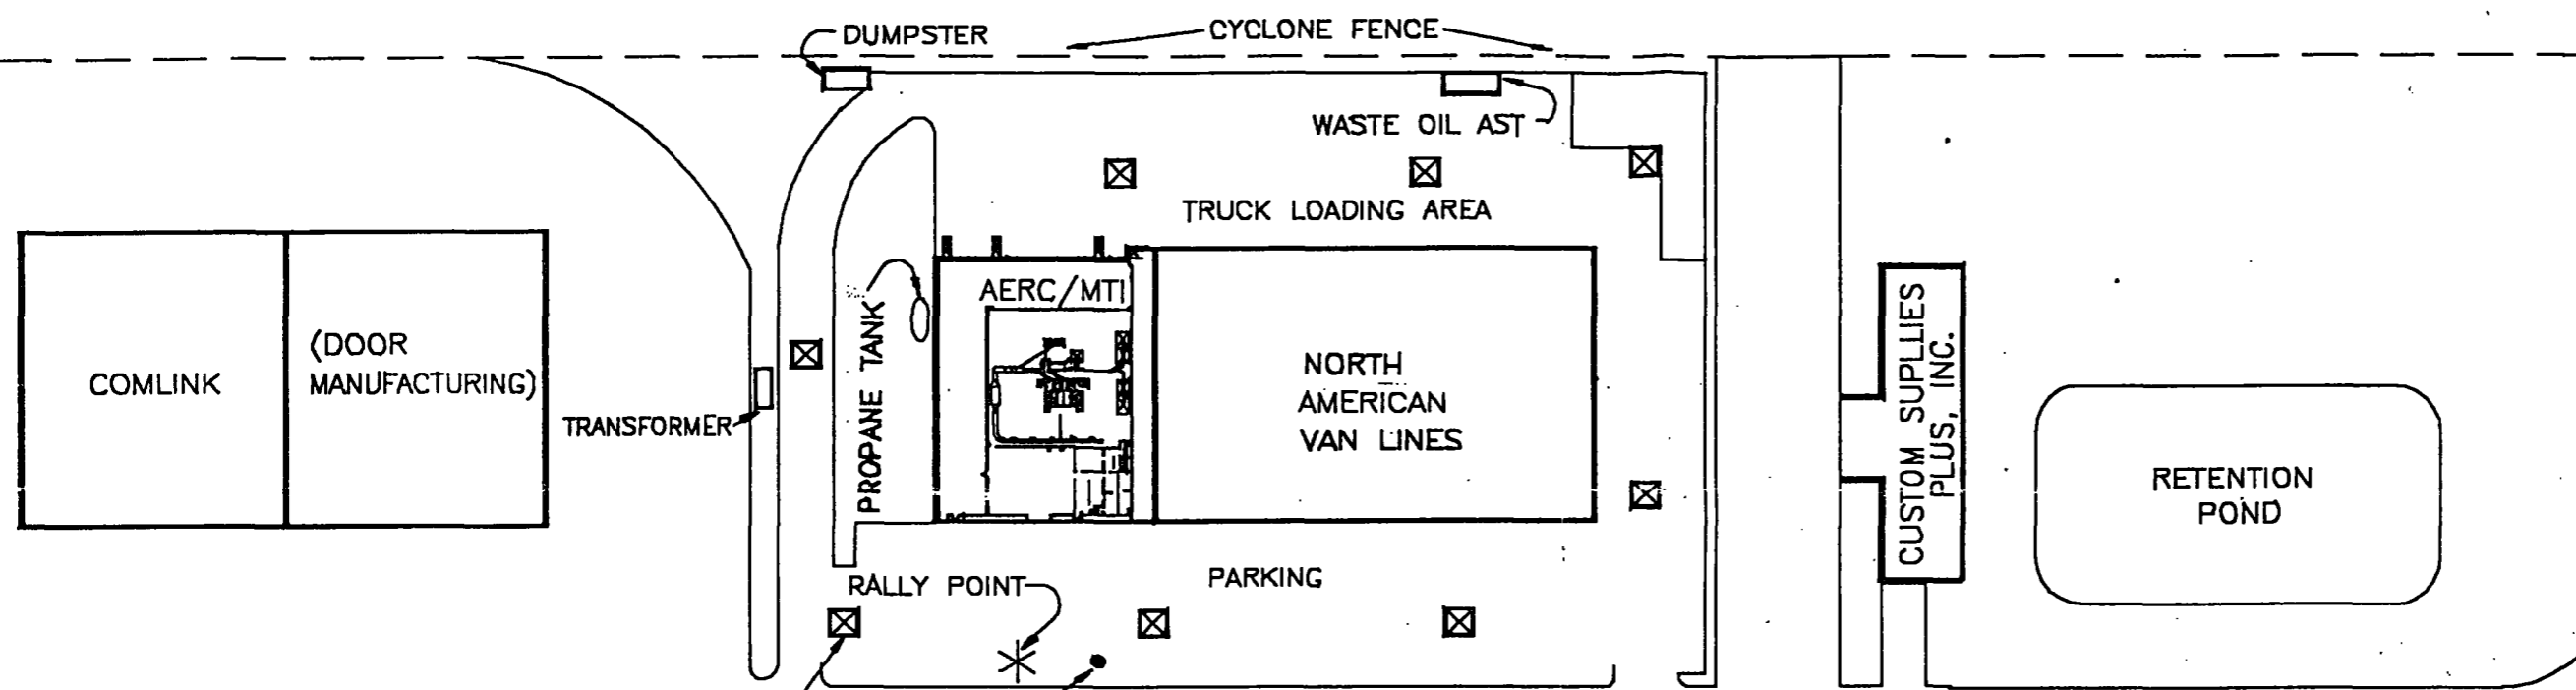 DUMPSTER
CYCLONE FENCE
WASTE OIL AST
TRUCK LOADING AREA
AERC/MTI
PROPANE TANK
COMLINK
(DOOR
MANUFACTURING)
TRANSFORMER
NORTH
AMERICAN
VAN LINES
CUSTOM SUPLLIES
PLUS, INC.
RETENTION
POND
RALLY POINT
PARKING